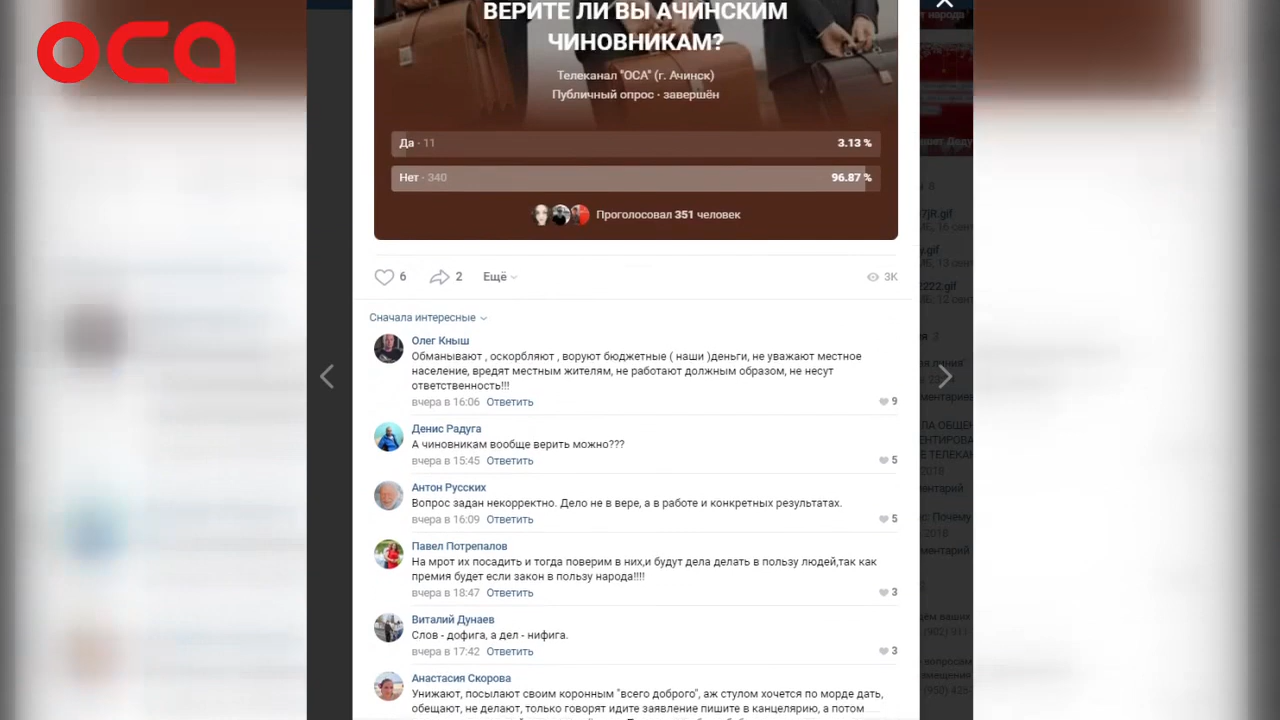 оса
ВЕРИТЕ ЛИ ВЫ АЧИНСКИМ
ЧИНОВНИКАМ?
Телеканал "ОСА" (г. Ачинск)
Публичный опрос · завершён
Да · 11
3.13 %
Нет · 340
96.87 %
Проголосовал 351 человек
6
2
Ещё
3K
Сначала интересные
Олег Кныш
Обманывают , оскорбляют , воруют бюджетные ( наши )деньги, не уважают местное
население, вредят местным жителям, не работают должным образом, не несут
ответственность!!!
вчера в 16:06 Ответить
9
Денис Радуга
А чиновникам вообще верить можно???
вчера в 15:45 Ответить
5
Антон Русских
Вопрос задан некорректно. Дело не в вере, а в работе и конкретных результатах.
вчера в 16:09 Ответить
5
Павел Потрепалов
На мрот их посадить и тогда поверим в них,и будут дела делать в пользу людей,так как
премия будет если закон в пользу народа!!!!
вчера в 18:47 Ответить
3
Виталий Дунаев
Слов - дофига, а дел - нифига.
вчера в 17:42 Ответить
3
Анастасия Скорова
Унижают, посылают своим коронным "всего доброго", аж стулом хочется по морде дать,
обещают, не делают, только говорят идите заявление пишите в канцелярию, а потом